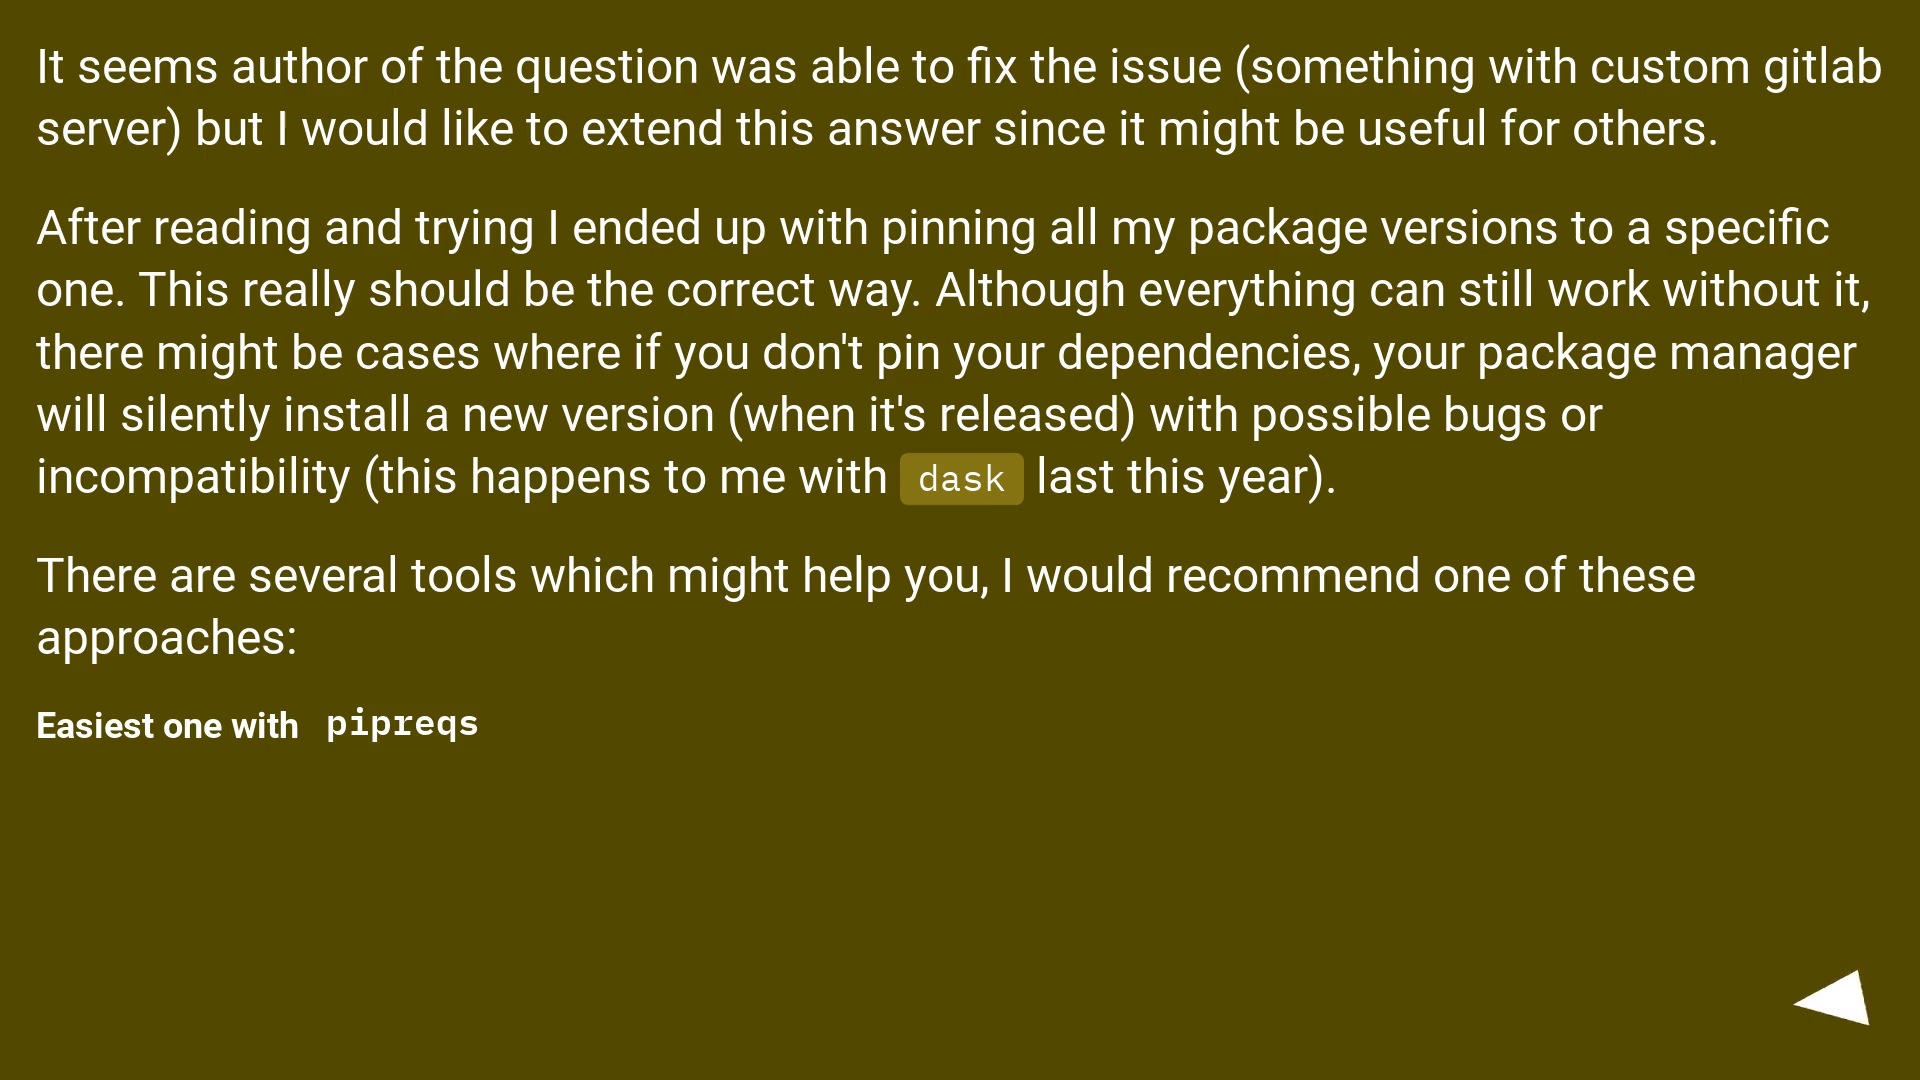 It seems author of the question was able to fix the issue (something with custom gitlab
server) but I would like to extend this answer since it might be useful for others.
After reading and trying I ended up with pinning all my package versions to a specific
one. This really should be the correct way. Although everything can still work without it,
there might be cases where if you don't pin your dependencies, your package manager
will silently install a new version (when it's released) with possible bugs or
incompatibility (this happens to me with dask last this year).
There are several tools which might help you, I would recommend one of these
approaches:
Easiest one with pipreqs